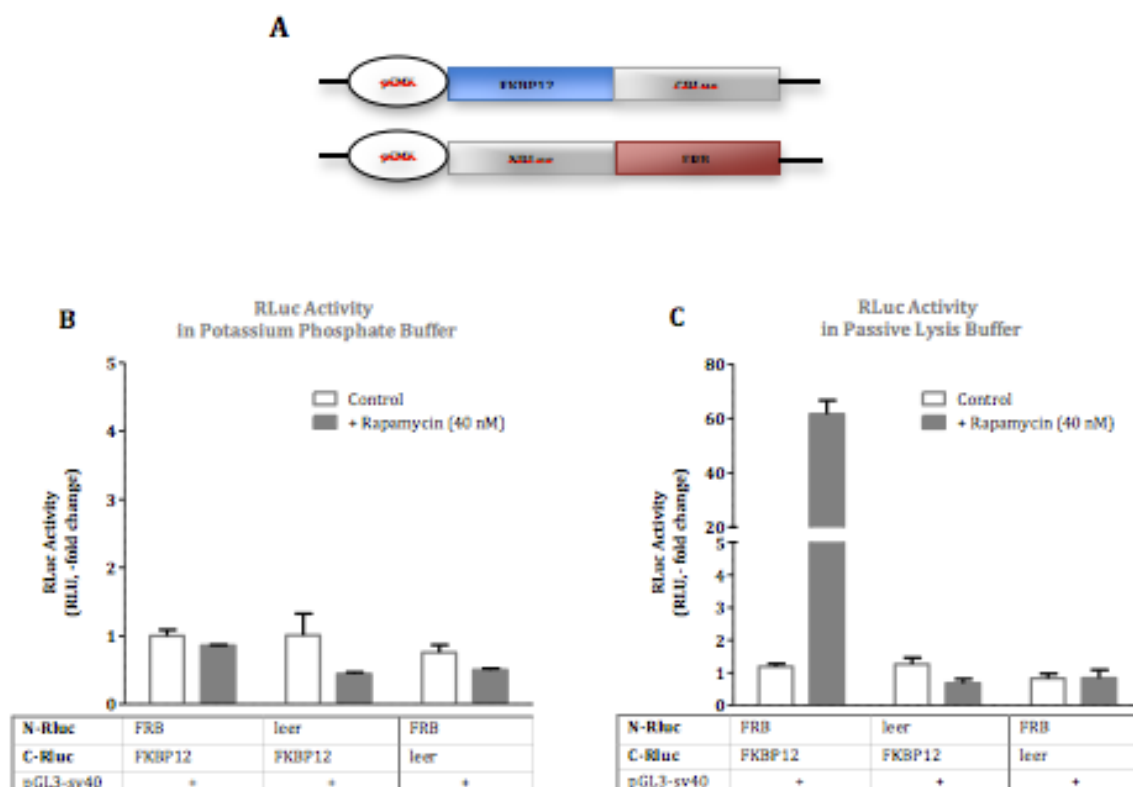 A
FKBP12
CRLuc
NRLuc
FRB
B
RLuc Activity
in Potassium Phosphate Buffer
5
4
3
2
1
0
RLuc Activity
(RLU,-fold change)
Control
+ Rapamycin (40 nM)
N-Rluc FRB leer FRB
C-Rluc FKBP12 FKBP12 leer
pGL3-sv40 + + +
C
RLuc Activity
in Passive Lysis Buffer
80
60
40
20
5
4
3
2
1
0
RLuc Activity
(RLU,- fold change)
Control
+ Rapamycin (40 nM)
N-Rluc FRB leer FRB
C-Rluc FKBP12 FKBP12 leer
pGL3-sv40 + + +